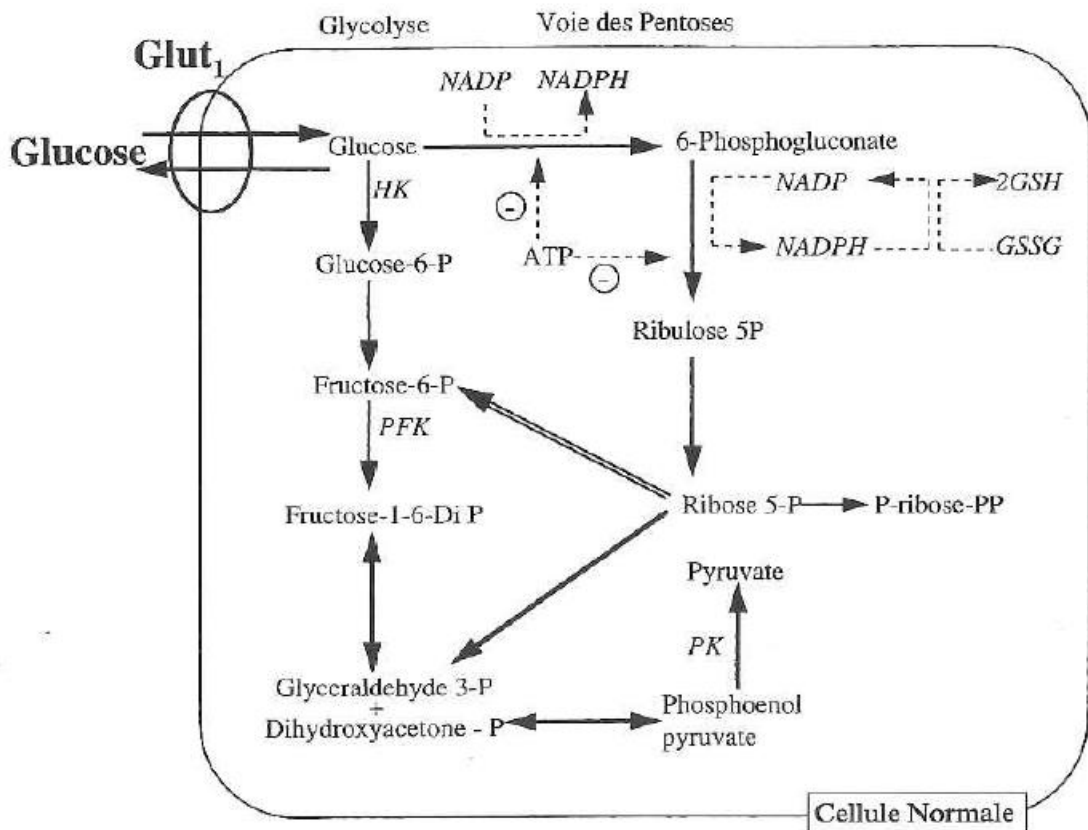 Glycolyse
Voie des Pentoses
Glut1
NADP
NADPH
Glucose
Glucose
6-Phosphogluconate
HK
-
NADP
2GSH
Glucose-6-P
ATP
-
NADPH
GSSG
Ribulose 5P
Fructose-6-P
PFK
Ribose 5-P
P-ribose-PP
Fructose-1-6-Di P
Pyruvate
PK
Glyceraldehyde 3-P
+
Dihydroxyacetone - P
Phosphoenol
pyruvate
Cellule Normale